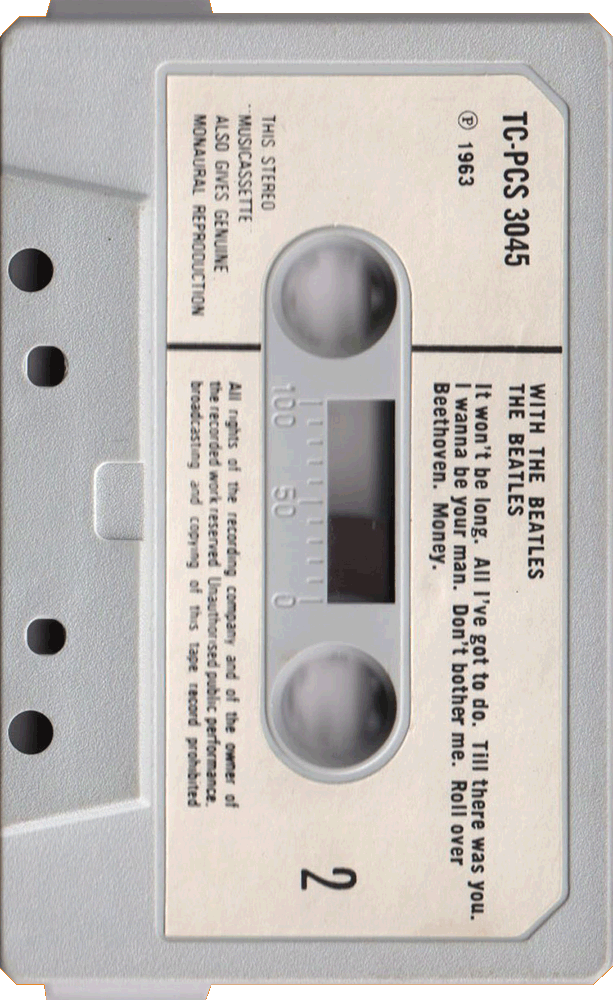 TC-PCS 3045
Ⓟ 1963
WITH THE BEATLES
THE BEATLES
It won't be long. All I've got to do. Till there was you.
I wanna be your man. Don't bother me. Roll over
Beethoven. Money.
100 50 0
2
THIS STEREO
MUSICASSETTE
ALSO GIVES GENUINE
MONAURAL REPRODUCTION
All rights of the recording company and of the owner of
the recorded work reserved Unauthorised public performance,
broadcasting and copying of this tape record prohibited